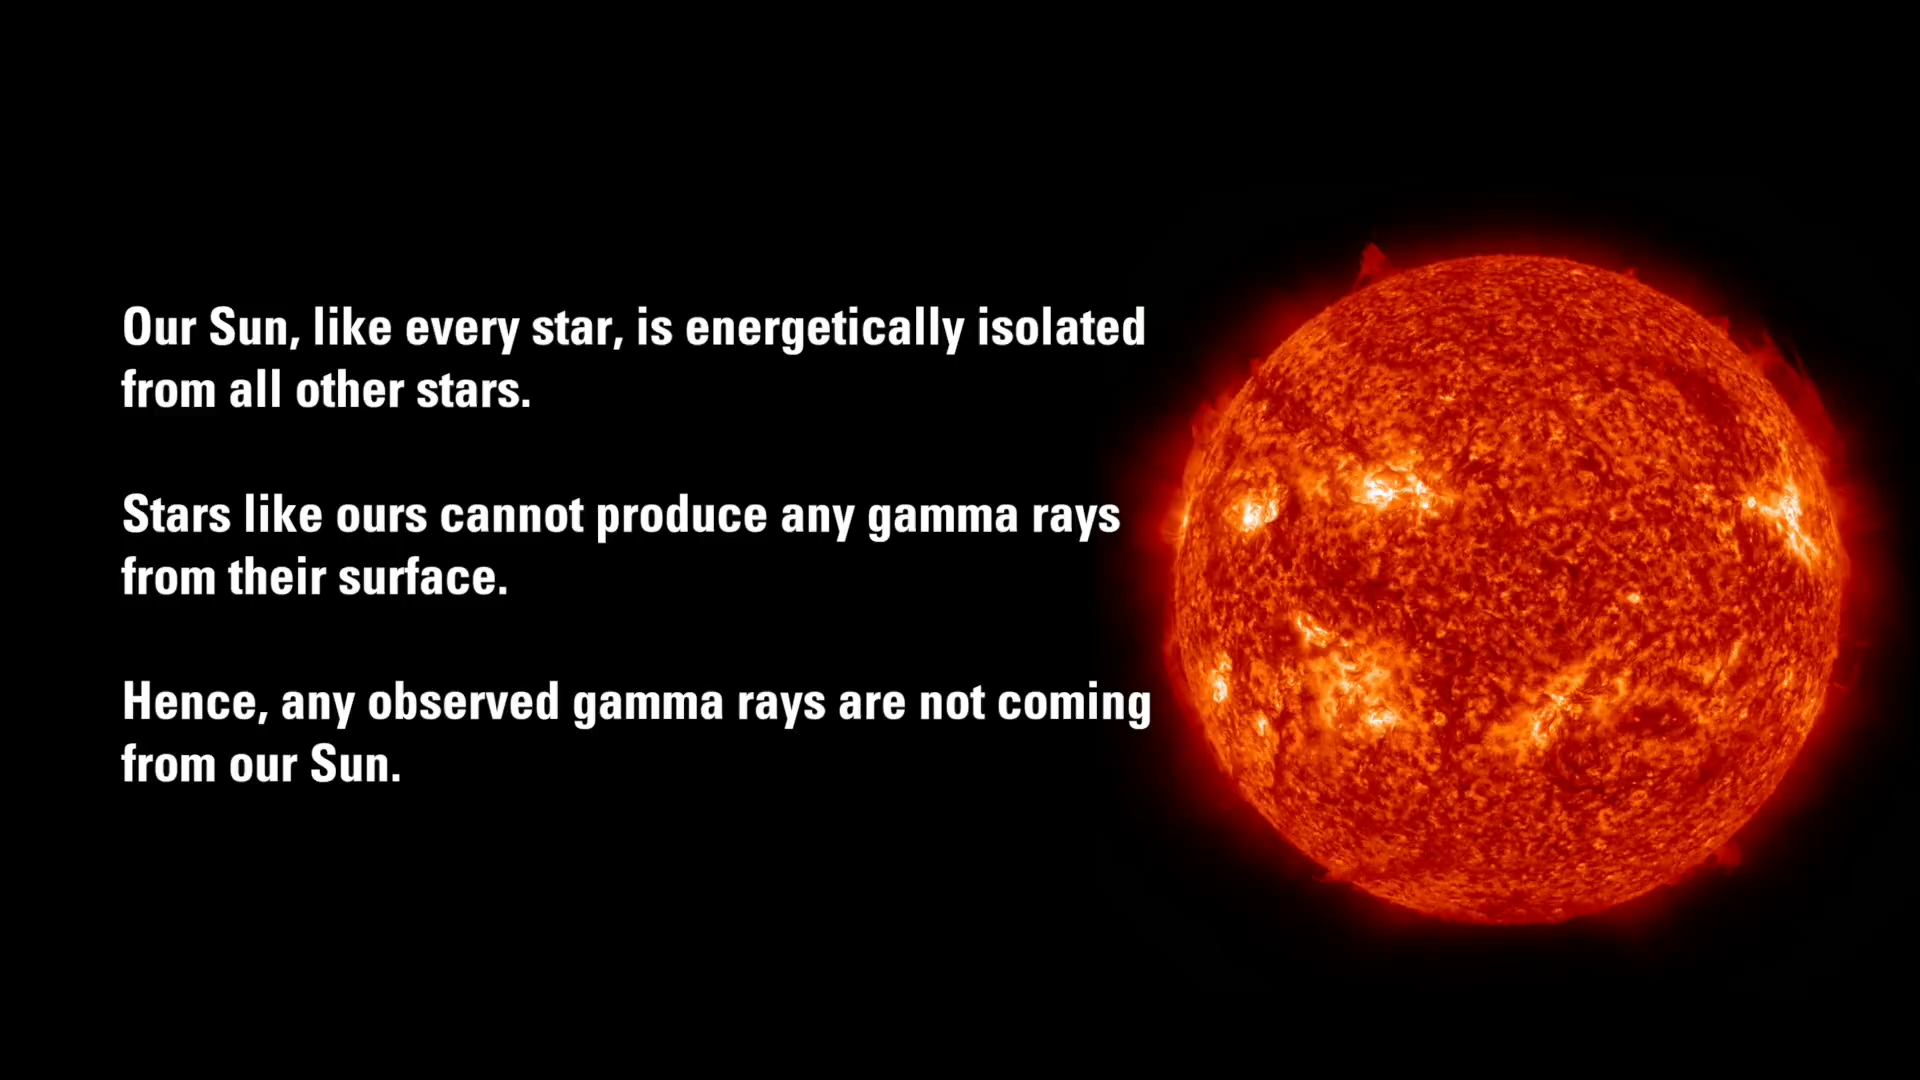 Our Sun, like every star, is energetically isolated
from all other stars.
Stars like ours cannot produce any gamma rays
from their surface.
Hence, any observed gamma rays are not coming
from our Sun.